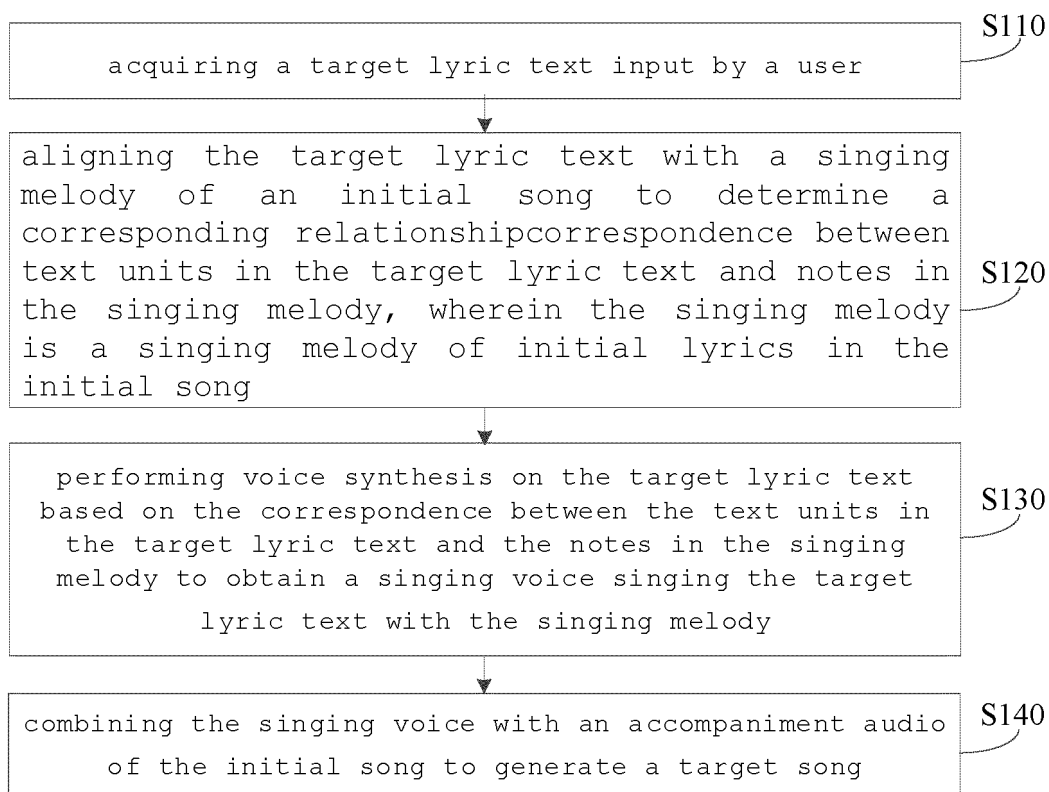 S110
acquiring a target lyric text input by a user
aligning the target lyric text with a singing
melody of an initial song to determine a
corresponding relationshipcorrespondence between
text units in the target lyric text and notes in
the singing melody, wherein the singing melody
is a singing melody of initial lyrics in the
initial song
S120
performing voice synthesis on the target lyric text
based on the correspondence between the text units in
the target lyric text and the notes in the singing
melody to obtain a singing voice singing the target
lyric text with the singing melody
S130
combining the singing voice with an accompaniment audio
of the initial song to generate a target song
S140